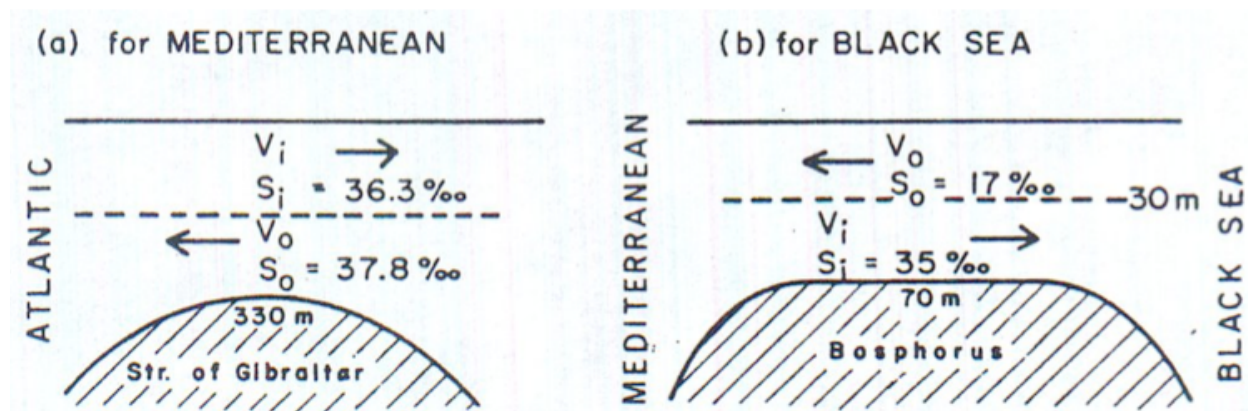 (a) for MEDITERRANEAN
ATLANTIC
Vi
Si = 36.3‰
Vo
So = 37.8‰
330 m
Str. of Gibraltar
(b) for BLACK SEA
MEDITERRANEAN
Vo
So = 17‰
30 m
Vi
Si = 35‰
70 m
Bosphorus
BLACK SEA